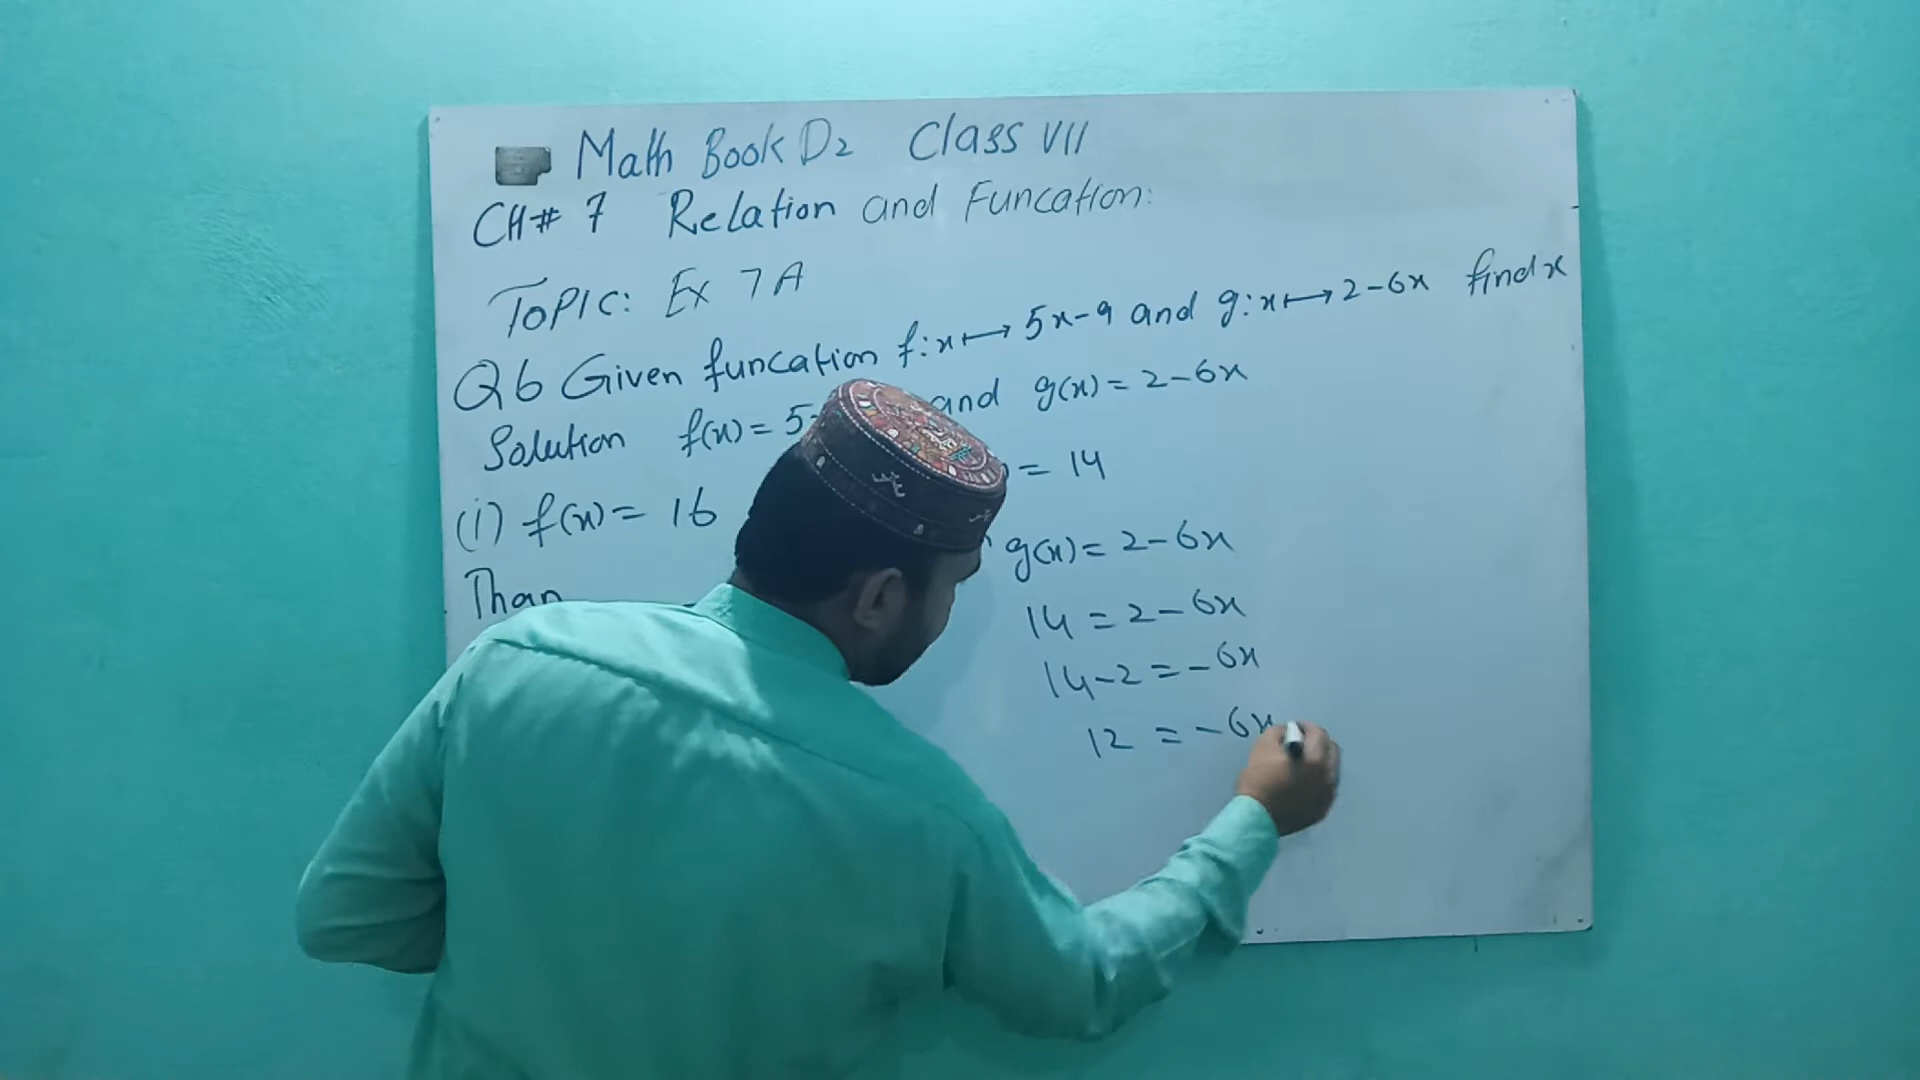 Math Book D2 Class VII
CH# 7 Relation and Funcation:
TOPIC: Ex 7A
Q6 Given funcation f:x⟼5x-9 and g:x⟼2-6x find x
Solution f(x)=5 and g(x)=2-6x
(i) f(x)=16 =14
Than g(x)=2-6x
14=2-6x
14-2=-6x
12=-6x